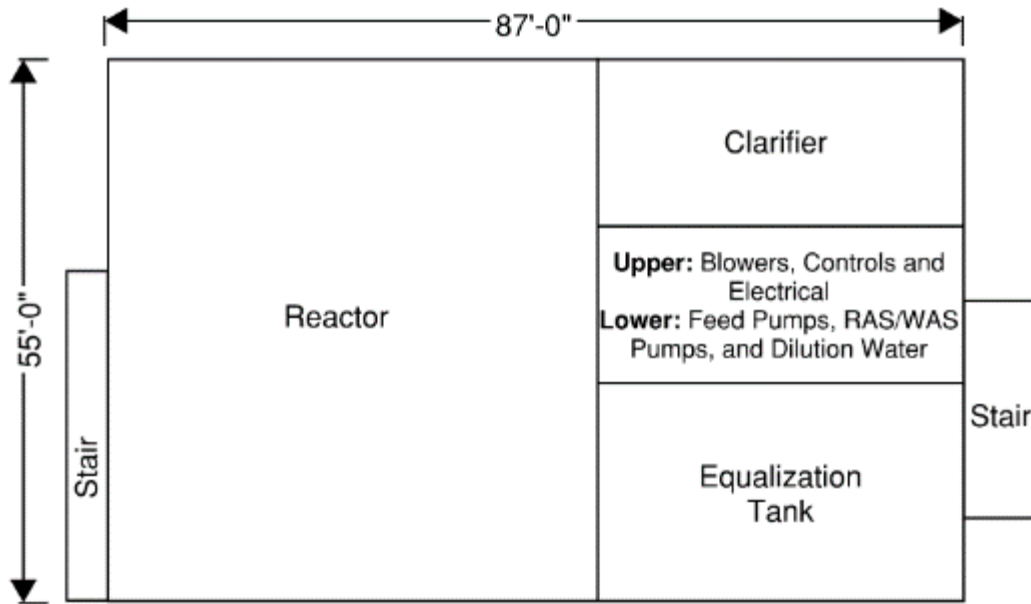 87'-0"
Clarifier
Upper: Blowers, Controls and
Electrical
Lower: Feed Pumps, RAS/WAS
Pumps, and Dilution Water
Reactor
55'-0"
Stair
Stair
Equalization
Tank